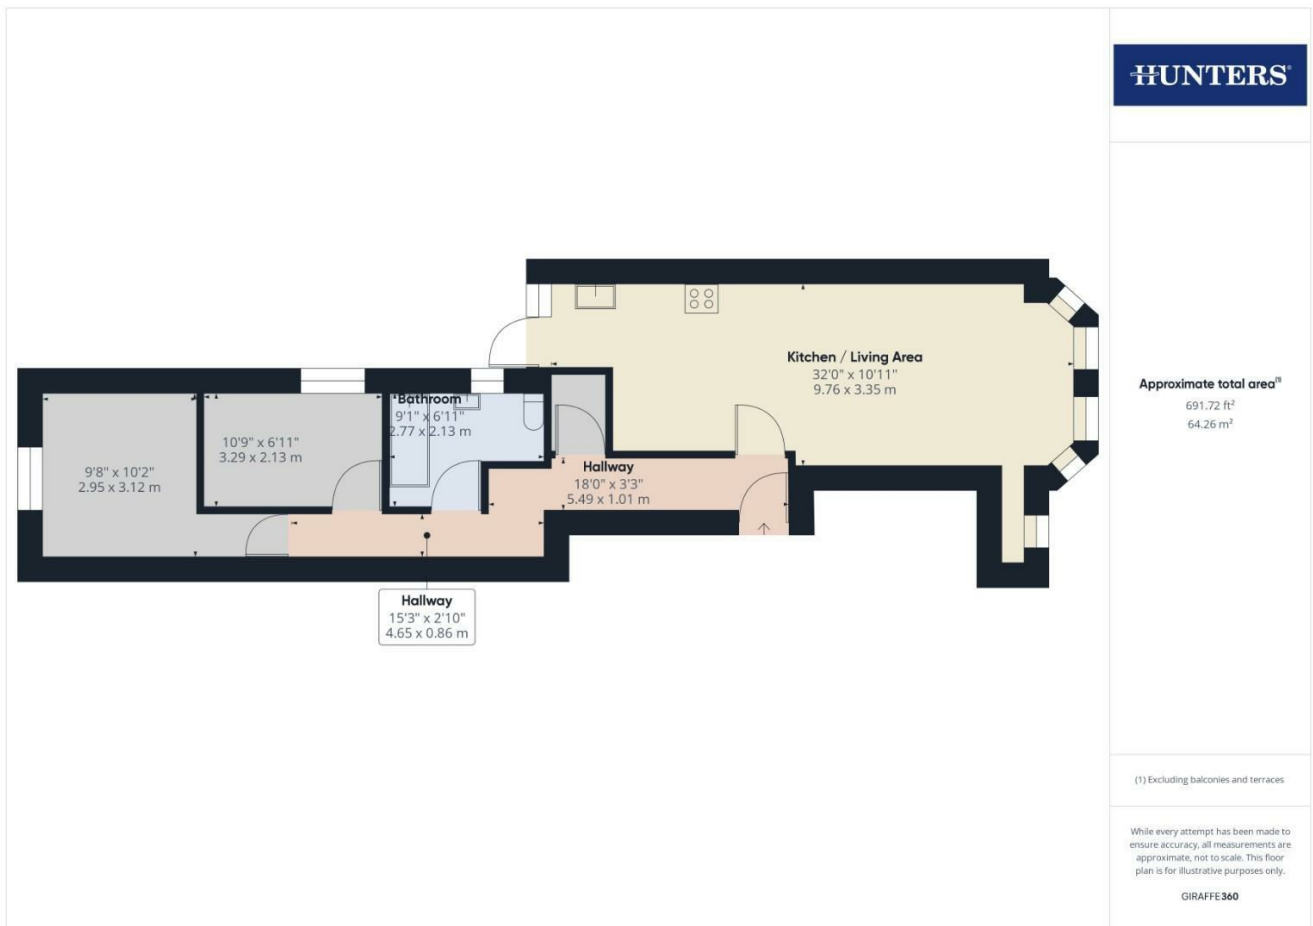 HUNTERS®
Kitchen / Living Area
32'0" x 10'11"
9.76 x 3.35 m
Bathroom
9'1" x 6'11"
2.77 x 2.13 m
10'9" x 6'11"
3.29 x 2.13 m
9'8" x 10'2"
2.95 x 3.12 m
Hallway
18'0" x 3'3"
5.49 x 1.01 m
Hallway
15'3" x 2'10"
4.65 x 0.86 m
Approximate total area(1)
691.72 ft²
64.26 m²
(1) Excluding balconies and terraces
While every attempt has been made to
ensure accuracy, all measurements are
approximate, not to scale. This floor
plan is for illustrative purposes only.
GIRAFFE360